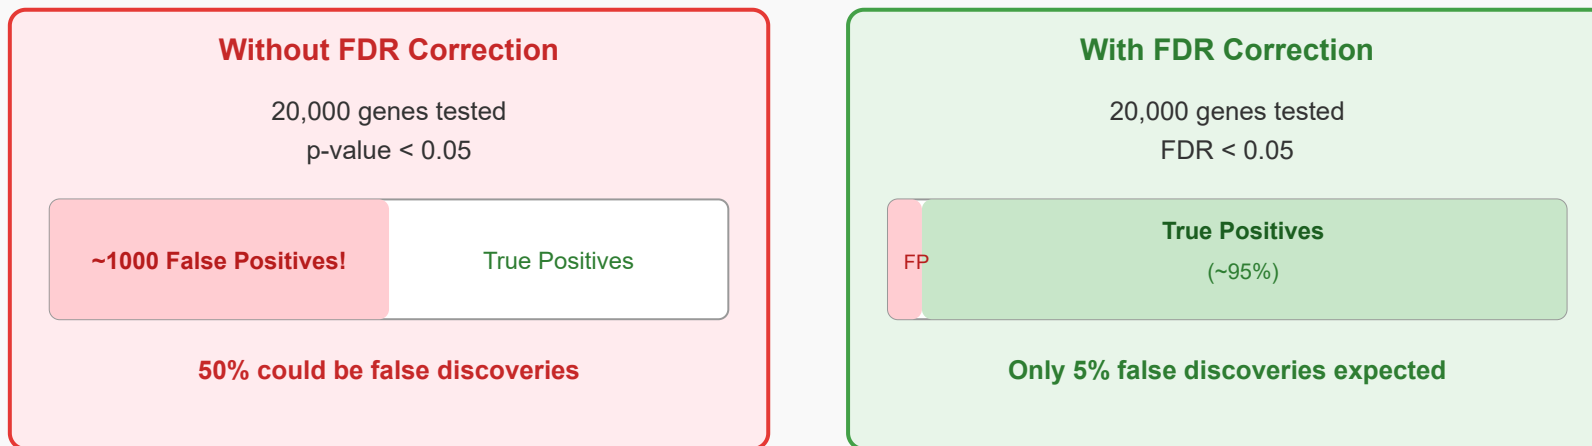 Without FDR Correction
20,000 genes tested
p-value < 0.05
~1000 False Positives!
True Positives
50% could be false discoveries
With FDR Correction
20,000 genes tested
FDR < 0.05
FP
True Positives
(~95%)
Only 5% false discoveries expected